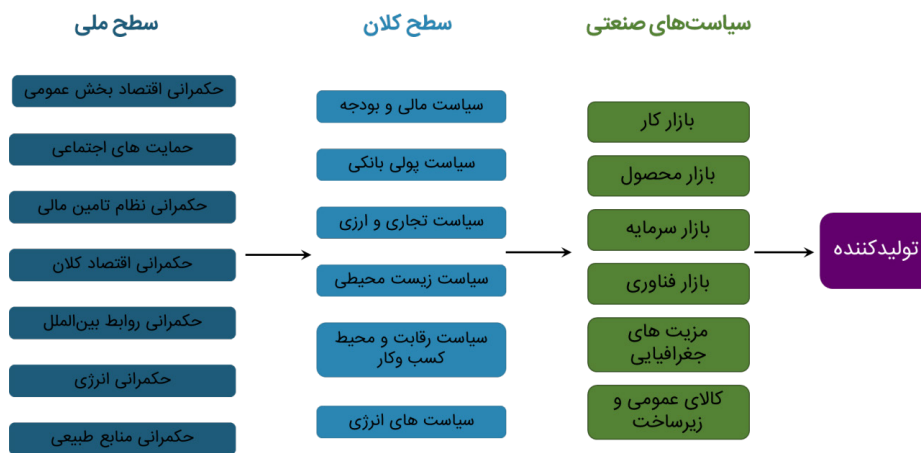 سطح ملی
حکمرانی اقتصاد بخش عمومی
حمایت های اجتماعی
حکمرانی نظام تامین مالی
حکمرانی اقتصاد کلان
حکمرانی روابط بین‌الملل
حکمرانی انرژی
حکمرانی منابع طبیعی
سطح کلان
سیاست مالی و بودجه
سیاست پولی بانکی
سیاست تجاری و ارزی
سیاست زیست محیطی
سیاست رقابت و محیط
کسب وکار
سیاست های انرژی
سیاست‌های صنعتی
بازار کار
بازار محصول
بازار سرمایه
بازار فناوری
مزیت های
جغرافیایی
کالای عمومی و
زیرساخت
تولیدکننده